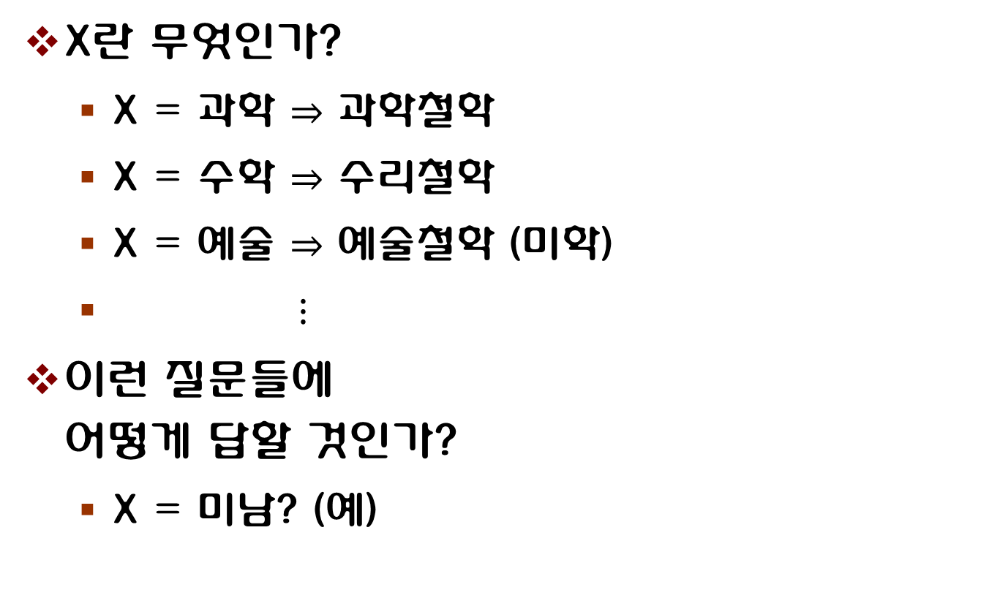 ❖X란 무엇인가?
▪ X = 과학 ⇒ 과학철학
▪ X = 수학 ⇒ 수리철학
▪ X = 예술 ⇒ 예술철학 (미학)
▪ ⋮
❖이런 질문들에
어떻게 답할 것인가?
▪ X = 미남? (예)